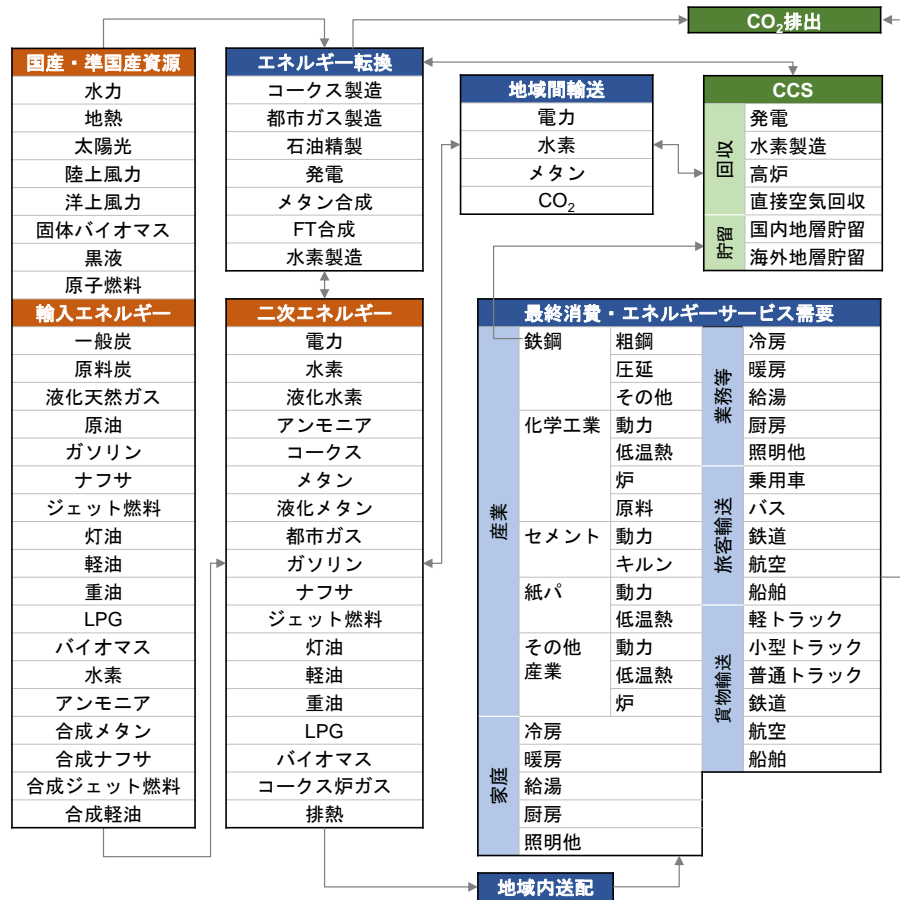 CO₂排出
国産・準国産資源
水力
地熱
太陽光
陸上風力
洋上風力
固体バイオマス
黒液
原子燃料
輸入エネルギー
一般炭
原料炭
液化天然ガス
原油
ガソリン
ナフサ
ジェット燃料
灯油
軽油
重油
LPG
バイオマス
水素
アンモニア
合成メタン
合成ナフサ
合成ジェット燃料
合成軽油
エネルギー転換
コークス製造
都市ガス製造
石油精製
発電
メタン合成
FT合成
水素製造
二次エネルギー
電力
水素
液化水素
アンモニア
コークス
メタン
液化メタン
都市ガス
ガソリン
ナフサ
ジェット燃料
灯油
軽油
重油
LPG
バイオマス
コークス炉ガス
排熱
地域間輸送
電力
水素
メタン
CO₂
CCS
回収
発電
水素製造
高炉
直接空気回収
貯留
国内地層貯留
海外地層貯留
最終消費・エネルギーサービス需要
産業
鉄鋼
粗鋼
圧延
その他
化学工業
動力
低温熱
炉
原料
セメント
動力
キルン
紙パ
動力
低温熱
その他
産業
動力
低温熱
炉
家庭
冷房
暖房
給湯
厨房
照明他
業務等
冷房
暖房
給湯
厨房
照明他
旅客輸送
乗用車
バス
鉄道
航空
船舶
貨物輸送
軽トラック
小型トラック
普通トラック
鉄道
航空
船舶
地域内送配